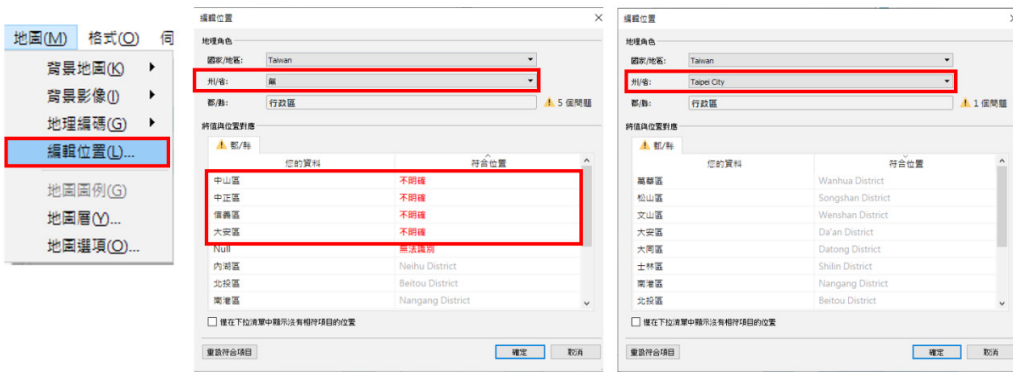 地圖(M) 格式(O) 伺
背景地圖(K)
背景影像(I)
地理編碼(G)
編輯位置(L)...
地圖圖例(G)
地圖層(Y)...
地圖選項(O)...
編輯位置
地理角色
國家/地區: Taiwan
州/省: 無
郡/縣: 行政區 5 個問題
將值與位置對應
郡/縣
您的資料 符合位置
中山區 不明確
中正區 不明確
信義區 不明確
大安區 不明確
Null 無法識別
內湖區 Neihu District
北投區 Beitou District
南港區 Nangang District
僅在下拉清單中顯示沒有相符項目的位置
重設符合項目 確定 取消
編輯位置
地理角色
國家/地區: Taiwan
州/省: Taipei City
郡/縣: 行政區 1 個問題
將值與位置對應
郡/縣
您的資料 符合位置
萬華區 Wanhua District
松山區 Songshan District
文山區 Wenshan District
大安區 Da'an District
大同區 Datong District
士林區 Shilin District
南港區 Nangang District
北投區 Beitou District
僅在下拉清單中顯示沒有相符項目的位置
重設符合項目 確定 取消